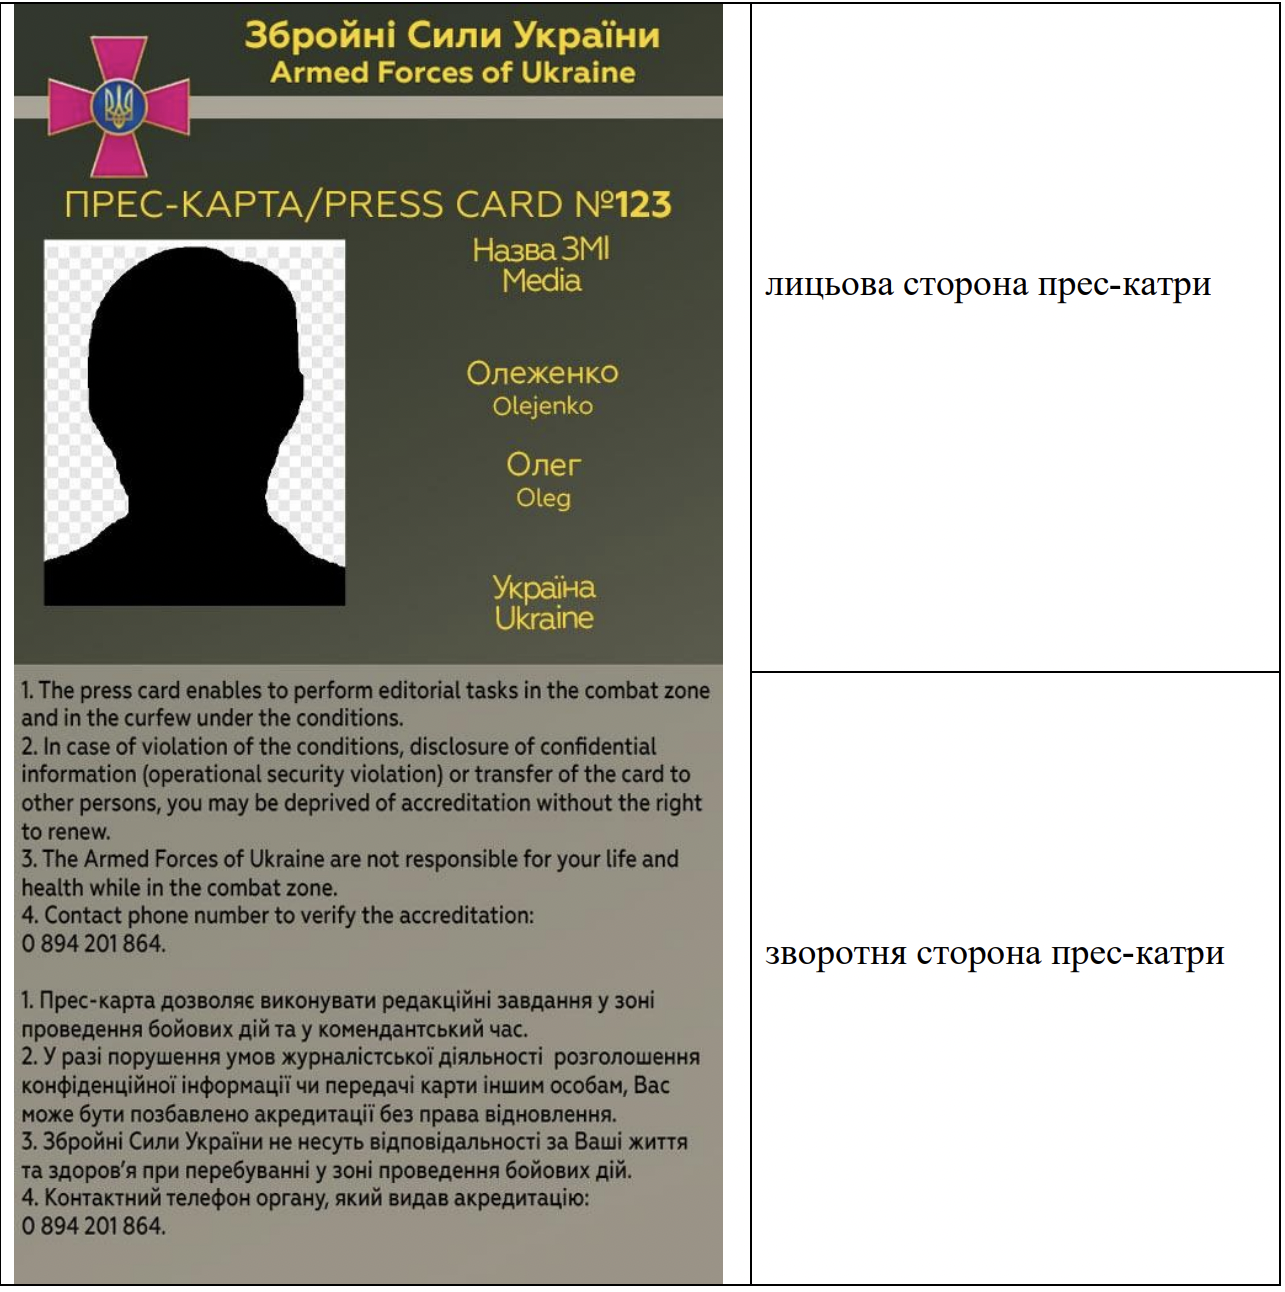 Збройні Сили України
Armed Forces of Ukraine
ПРЕС-КАРТА/PRESS CARD №123
Назва ЗМІ
Media
Олеженко
Olejenko
Олег
Oleg
Україна
Ukraine
лицьова сторона прес-катри
1. The press card enables to perform editorial tasks in the combat zone
and in the curfew under the conditions.
2. In case of violation of the conditions, disclosure of confidential
information (operational security violation) or transfer of the card to
other persons, you may be deprived of accreditation without the right
to renew.
3. The Armed Forces of Ukraine are not responsible for your life and
health while in the combat zone.
4. Contact phone number to verify the accreditation:
0 894 201 864.
1. Прес-карта дозволяє виконувати редакційні завдання у зоні
проведення бойових дій та у комендантський час.
2. У разі порушення умов журналістської діяльності розголошення
конфіденційної інформації чи передачі карти іншим особам, Вас
може бути позбавлено акредитації без права відновлення.
3. Збройні Сили України не несуть відповідальності за Ваші життя
та здоров’я при перебуванні у зоні проведення бойових дій.
4. Контактний телефон органу, який видав акредитацію:
0 894 201 864.
зворотня сторона прес-катри